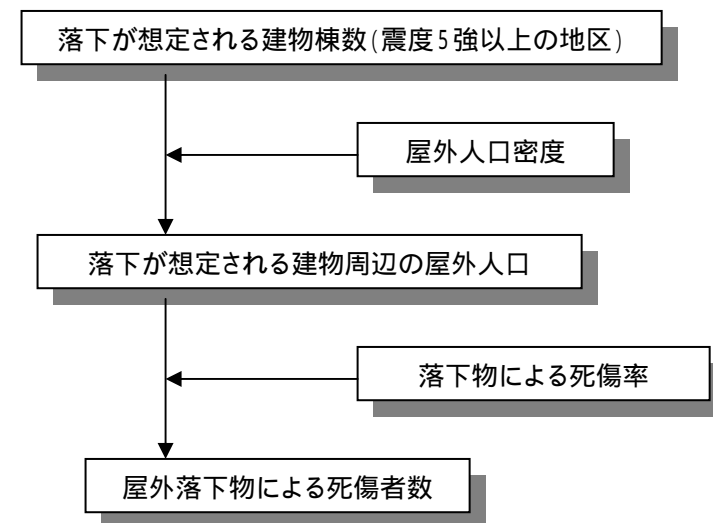 落下が想定される建物棟数(震度5強以上の地区)
屋外人口密度
落下が想定される建物周辺の屋外人口
落下物による死傷率
屋外落下物による死傷者数